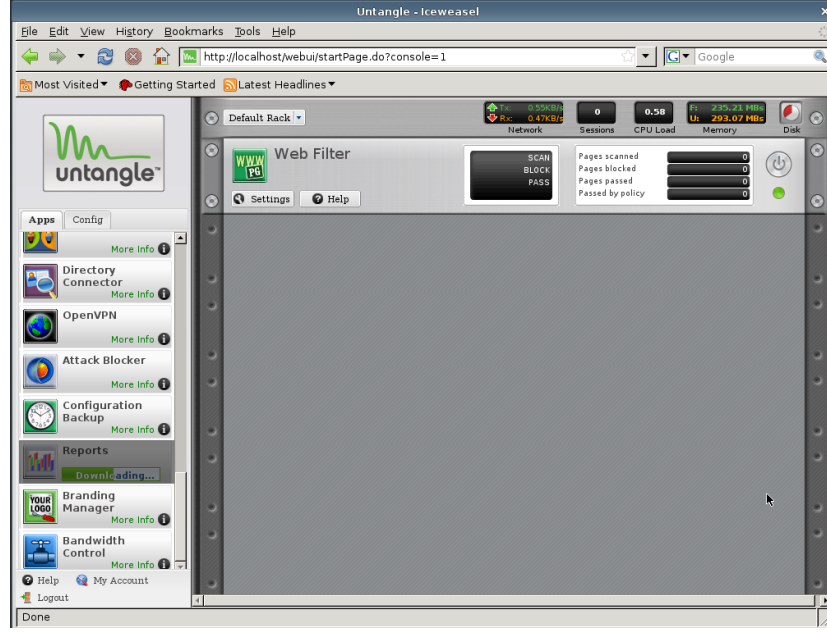 Untangle - Iceweasel
File Edit View History Bookmarks Tools Help
http://localhost/webui/startPage.do?console=1
Google
Most Visited Getting Started Latest Headlines
untangle™
Default Rack
Tx: 0.55KB/s
Rx: 0.47KB/s
Network
0
Sessions
0.58
CPU Load
F: 235.21 MBs
U: 293.07 MBs
Memory
Disk
WWW
PG
Web Filter
Settings Help
SCAN
BLOCK
PASS
Pages scanned 0
Pages blocked 0
Pages passed 0
Passed by policy 0
Apps Config
More Info
Directory
Connector
More Info
OpenVPN
More Info
Attack Blocker
More Info
Configuration
Backup
More Info
Reports
Downloading...
YOUR
LOGO
Branding
Manager
More Info
Bandwidth
Control
More Info
Help My Account
Logout
Done